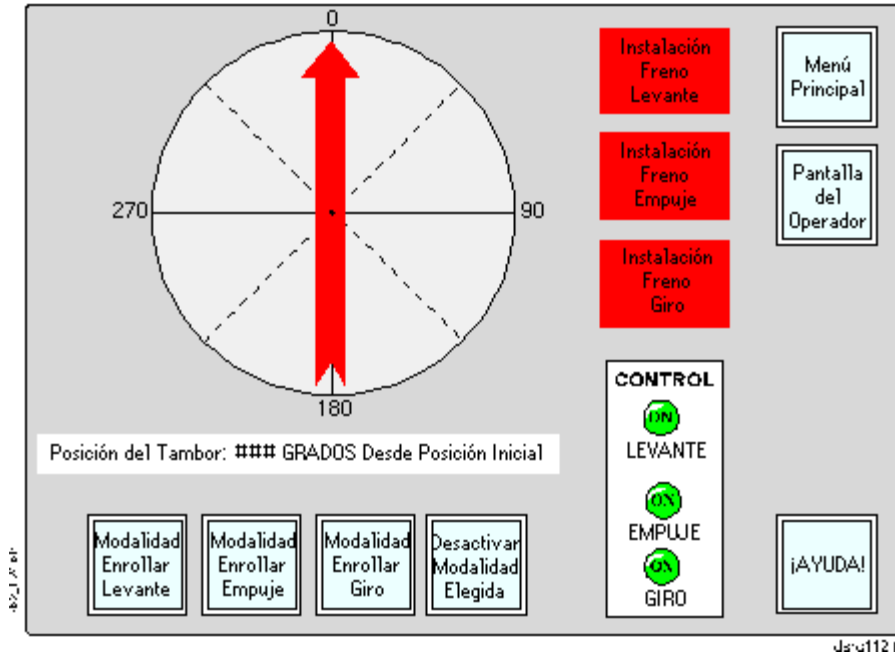 0
270
90
180
Posición del Tambor: ### GRADOS Desde Posición Inicial
Modalidad
Enrollar
Levante
Modalidad
Enrollar
Empuje
Modalidad
Enrollar
Giro
Desactivar
Modalidad
Elegida
Instalación
Freno
Levante
Instalación
Freno
Empuje
Instalación
Freno
Giro
CONTROL
ON
LEVANTE
ON
EMPUJE
ON
GIRO
Menú
Principal
Pantalla
del
Operador
¡AYUDA!